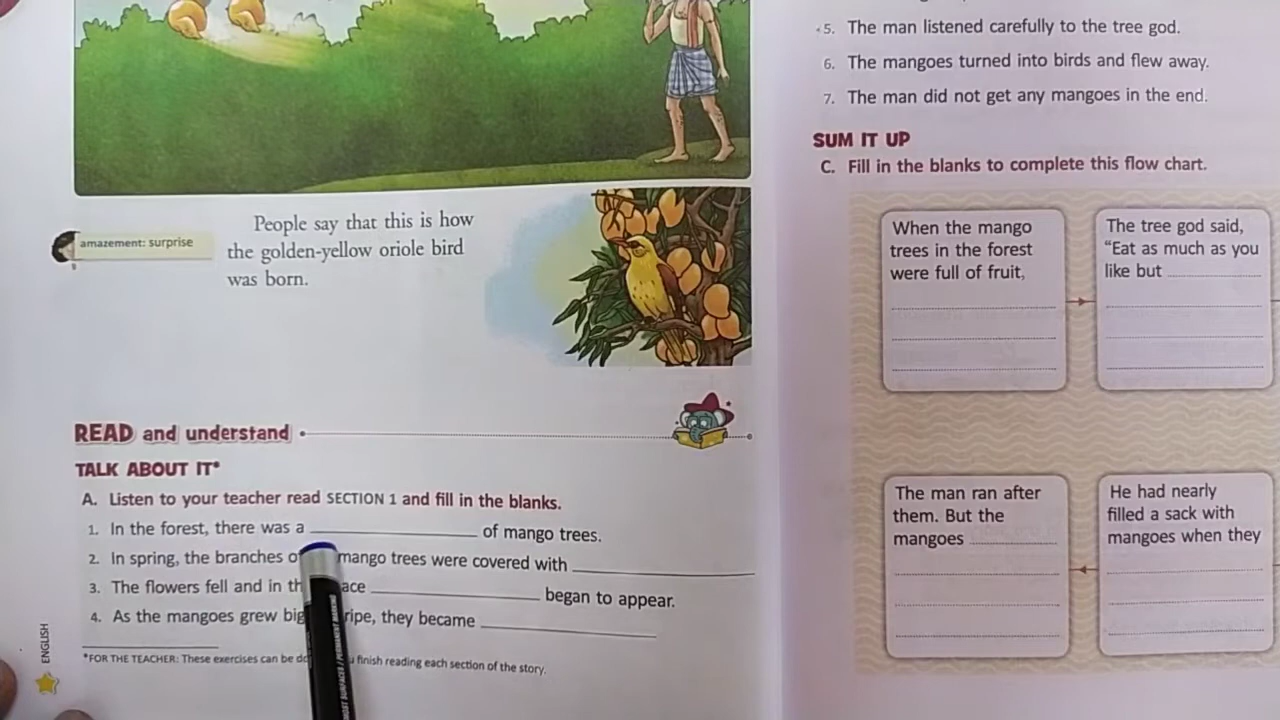 amazement: surprise
People say that this is how
the golden-yellow oriole bird
was born.
READ and understand
TALK ABOUT IT*
A. Listen to your teacher read SECTION 1 and fill in the blanks.
1. In the forest, there was a of mango trees.
2. In spring, the branches mango trees were covered with
3. The flowers fell and in began to appear.
4. As the mangoes grew ripe, they became
*FOR THE TEACHER: These exercises can be finish reading each section of the story.
ENGLISH
5. The man listened carefully to the tree god.
6. The mangoes turned into birds and flew away.
7. The man did not get any mangoes in the end.
SUM IT UP
C. Fill in the blanks to complete this flow chart.
When the mango
trees in the forest
were full of fruit,
The tree god said,
"Eat as much as you
like but
The man ran after
them. But the
mangoes
He had nearly
filled a sack with
mangoes when they